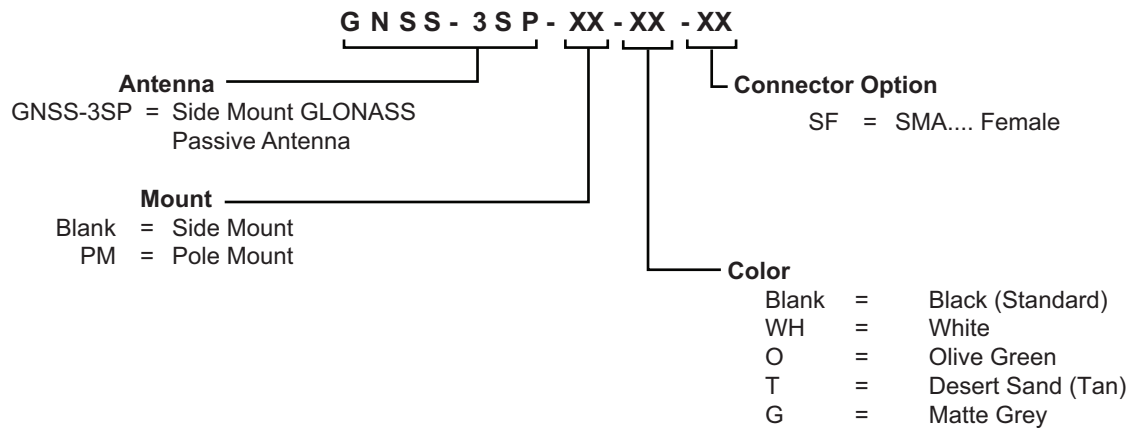 GNSS-3SP-XX-XX-XX
Antenna
GNSS-3SP = Side Mount GLONASS
Passive Antenna
Connector Option
SF = SMA.... Female
Mount
Blank = Side Mount
PM = Pole Mount
Color
Blank = Black (Standard)
WH = White
O = Olive Green
T = Desert Sand (Tan)
G = Matte Grey